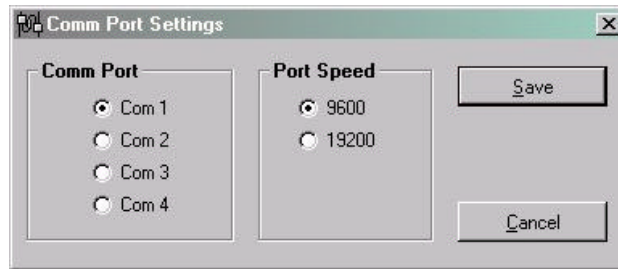 Comm Port Settings
Comm Port
Com 1
Com 2
Com 3
Com 4
Port Speed
9600
19200
Save
Cancel